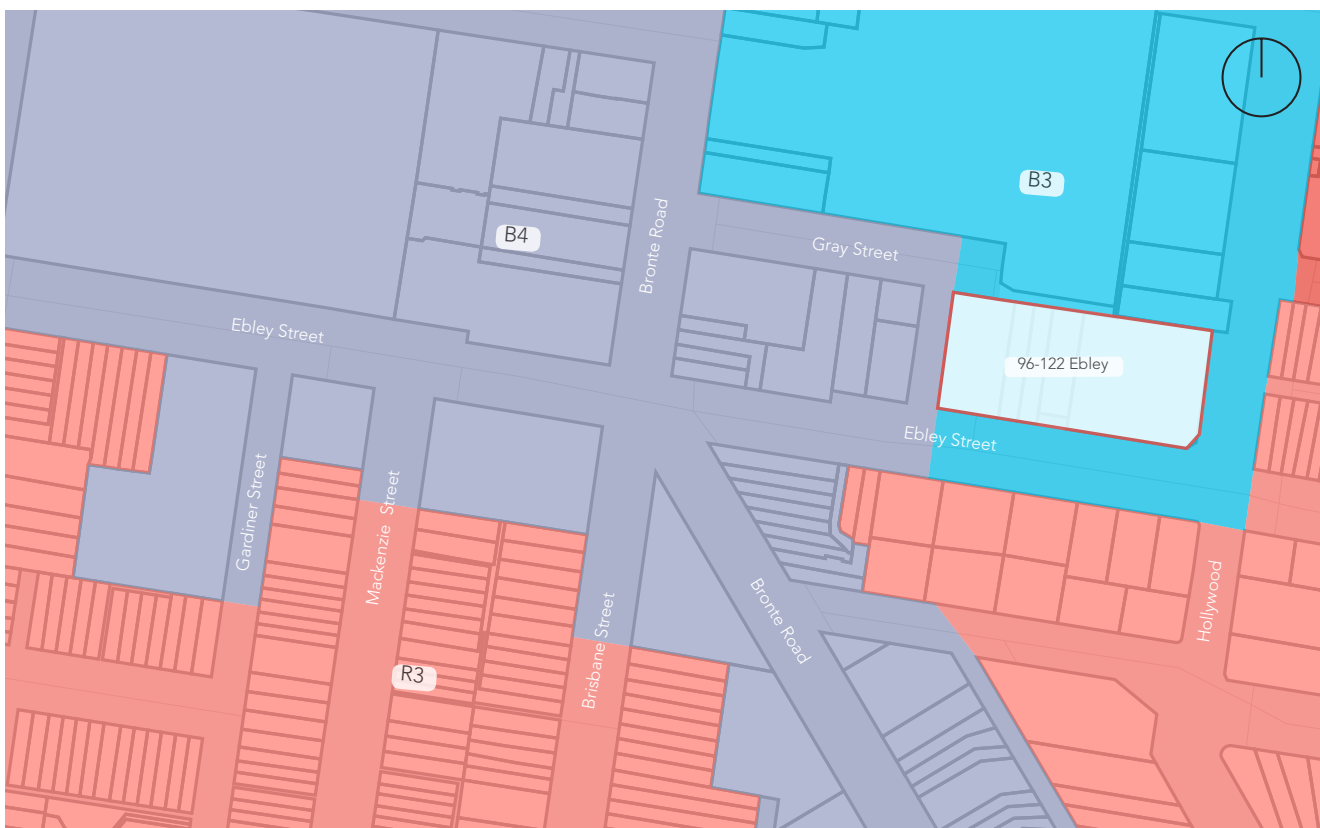 B3
Bronte Road
B4
Gray Street
Ebley Street
96-122 Ebley
Ebley Street
Gardiner Street
Mackenzie Street
Bronte Road
Hollywood
Brisbane Street
R3